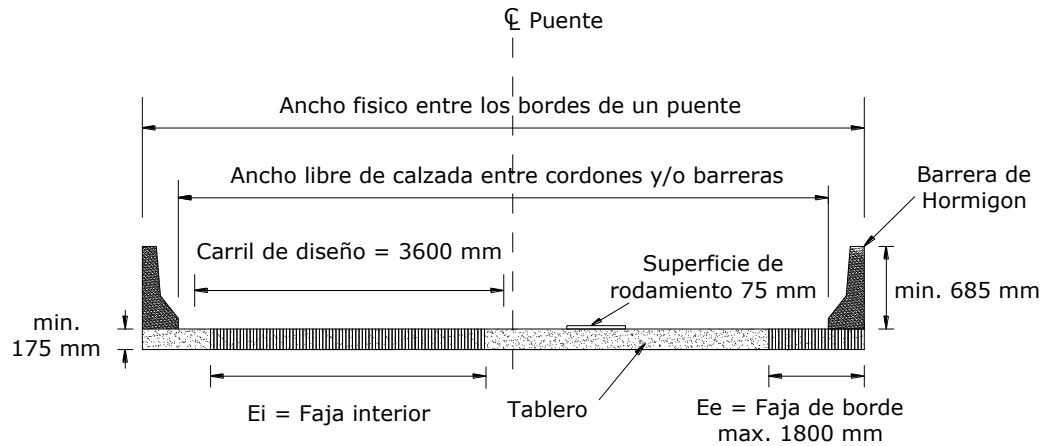 ℄ Puente
Ancho fisico entre los bordes de un puente
Ancho libre de calzada entre cordones y/o barreras
Barrera de
Hormigon
Carril de diseño = 3600 mm
Superficie de
rodamiento 75 mm
min. 685 mm
min.
175 mm
Ei = Faja interior
Tablero
Ee = Faja de borde
max. 1800 mm